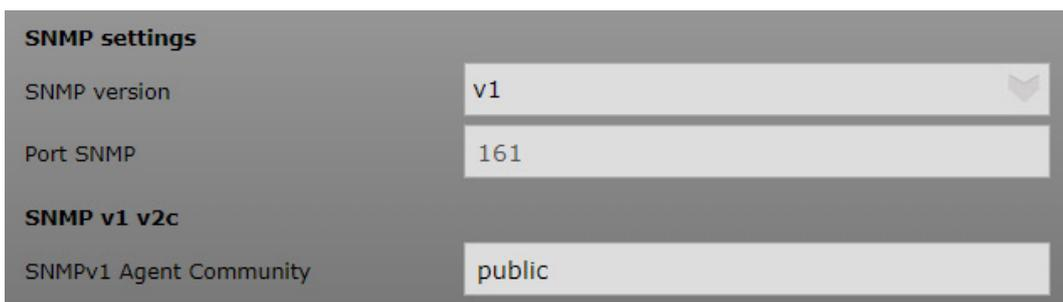 SNMP settings
SNMP version v1
Port SNMP 161
SNMP v1 v2c
SNMPv1 Agent Community public